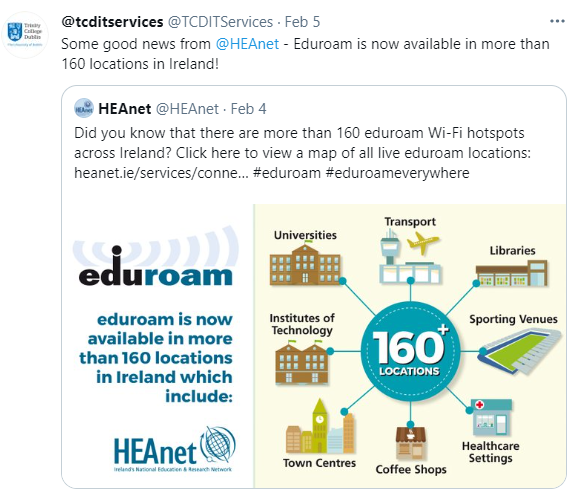 Trinity
College
Dublin
@tcditservices @TCDITServices · Feb 5
Some good news from @HEAnet - Eduroam is now available in more than
160 locations in Ireland!
HEAnet HEAnet @HEAnet · Feb 4
Did you know that there are more than 160 eduroam Wi-Fi hotspots
across Ireland? Click here to view a map of all live eduroam locations:
heanet.ie/services/conne... #eduroam #eduroameverywhere
eduroam
eduroam is now
available in more
than 160 locations
in Ireland which
include:
HEAnet
Ireland's National Education & Research Network
Transport
Universities
Libraries
Institutes of
Technology
Sporting Venues
160+
LOCATIONS
Town Centres
Coffee Shops
Healthcare
Settings